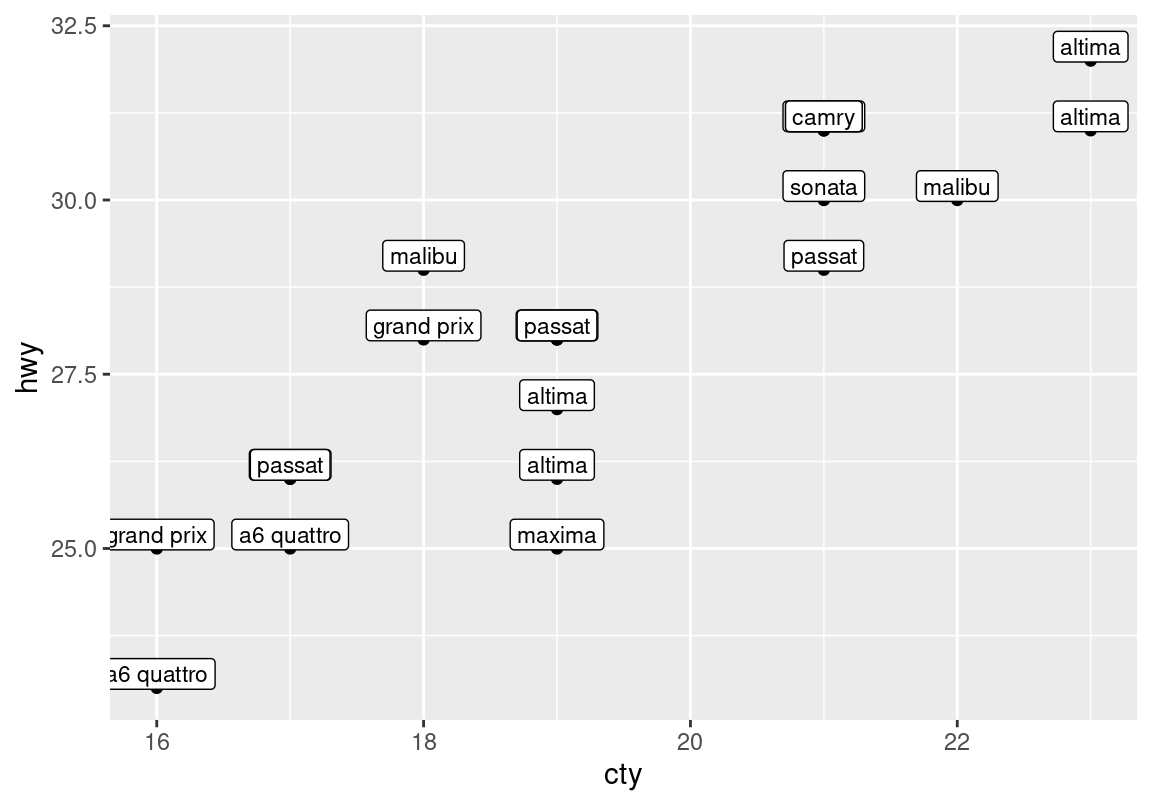 32.5
altima
camry
altima
30.0
sonata
malibu
malibu
passat
grand prix
passat
hwy
27.5
altima
passat
altima
25.0
grand prix
a6 quattro
maxima
a6 quattro
16
18
20
22
cty